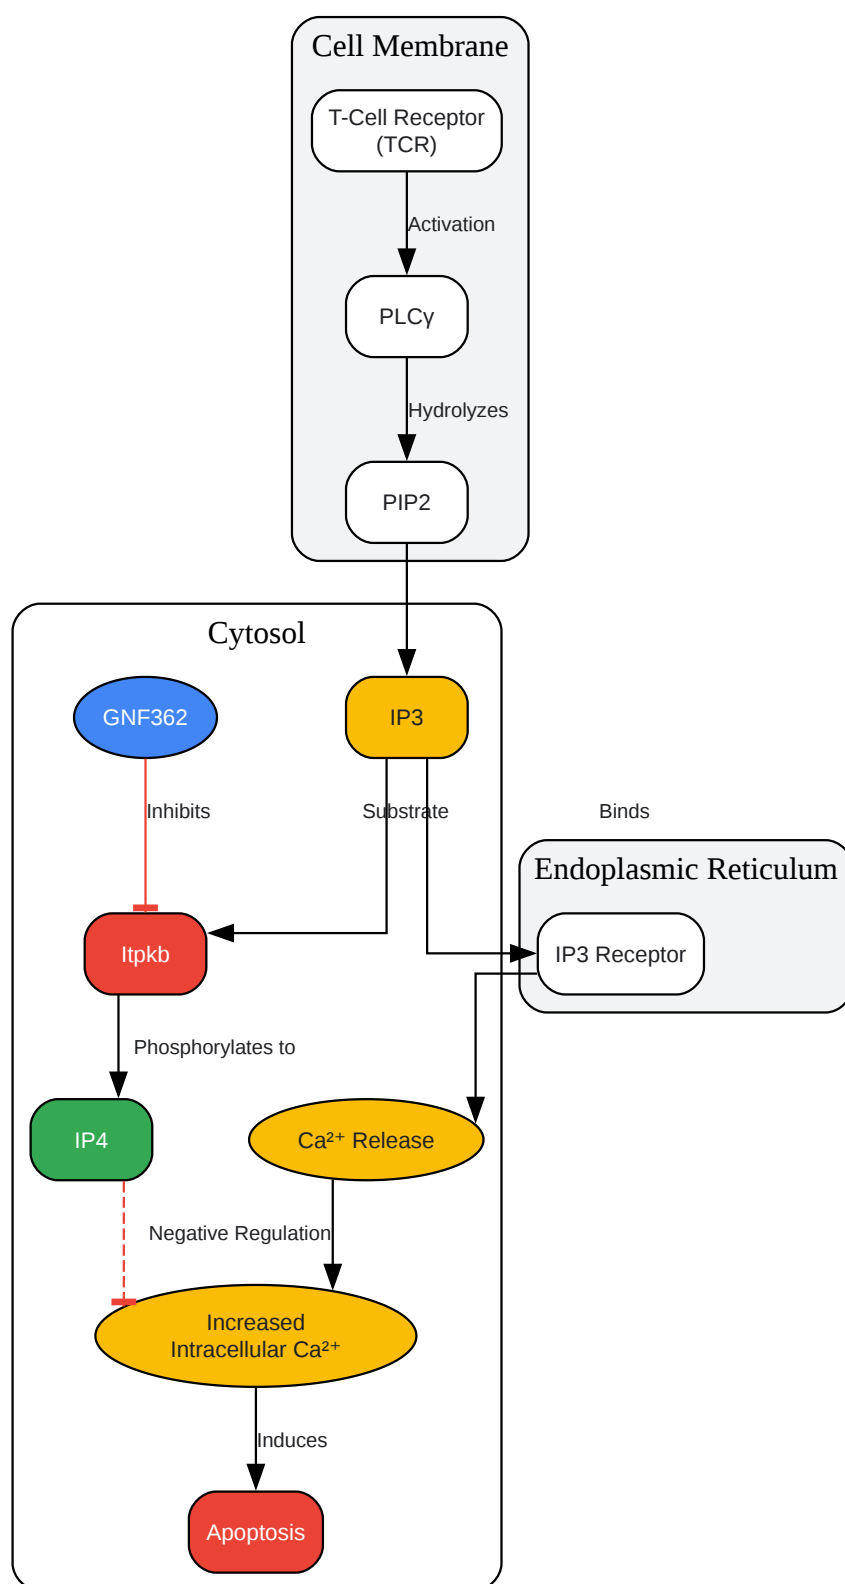 Cell Membrane
T-Cell Receptor
(TCR)
Activation
PLCγ
Hydrolyzes
PIP2
Cytosol
GNF362
IP3
Inhibits
Substrate
Binds
Endoplasmic Reticulum
Itpkb
IP3 Receptor
Phosphorylates to
IP4
Ca²⁺ Release
Negative Regulation
Increased
Intracellular Ca²⁺
Induces
Apoptosis